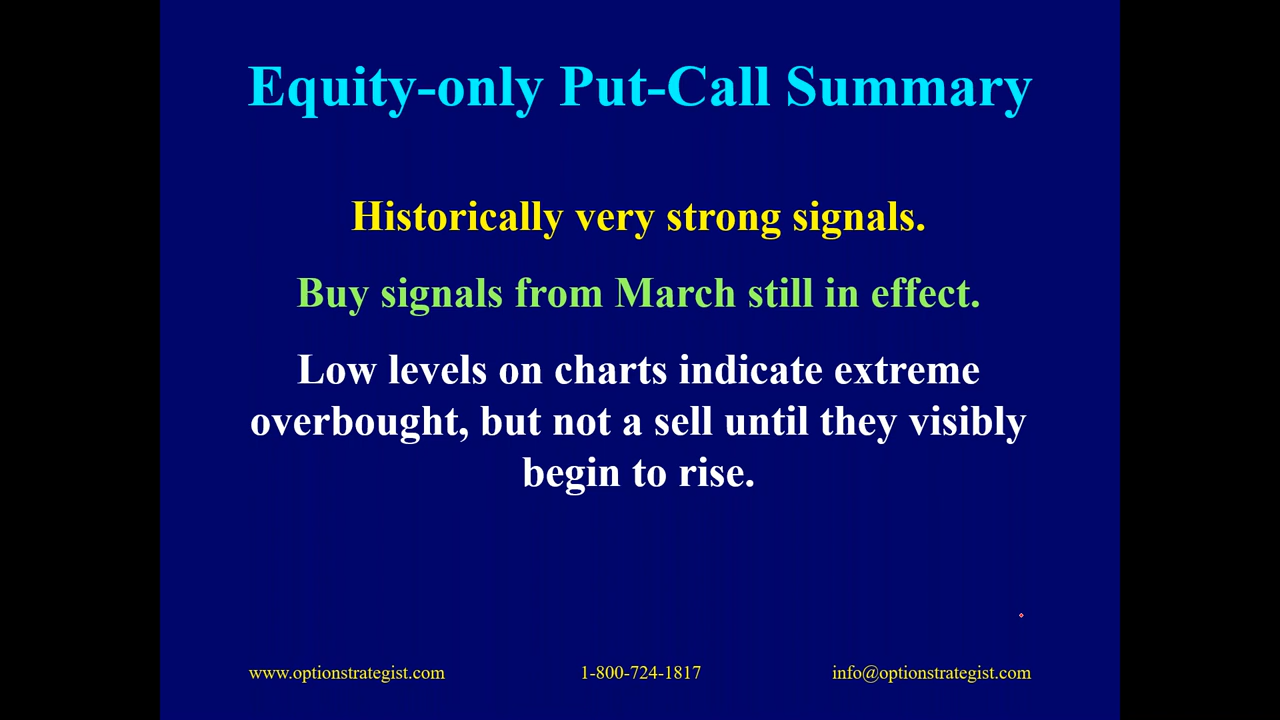 Equity-only Put-Call Summary
Historically very strong signals.
Buy signals from March still in effect.
Low levels on charts indicate extreme
overbought, but not a sell until they visibly
begin to rise.
www.optionstrategist.com 1-800-724-1817 info@optionstrategist.com